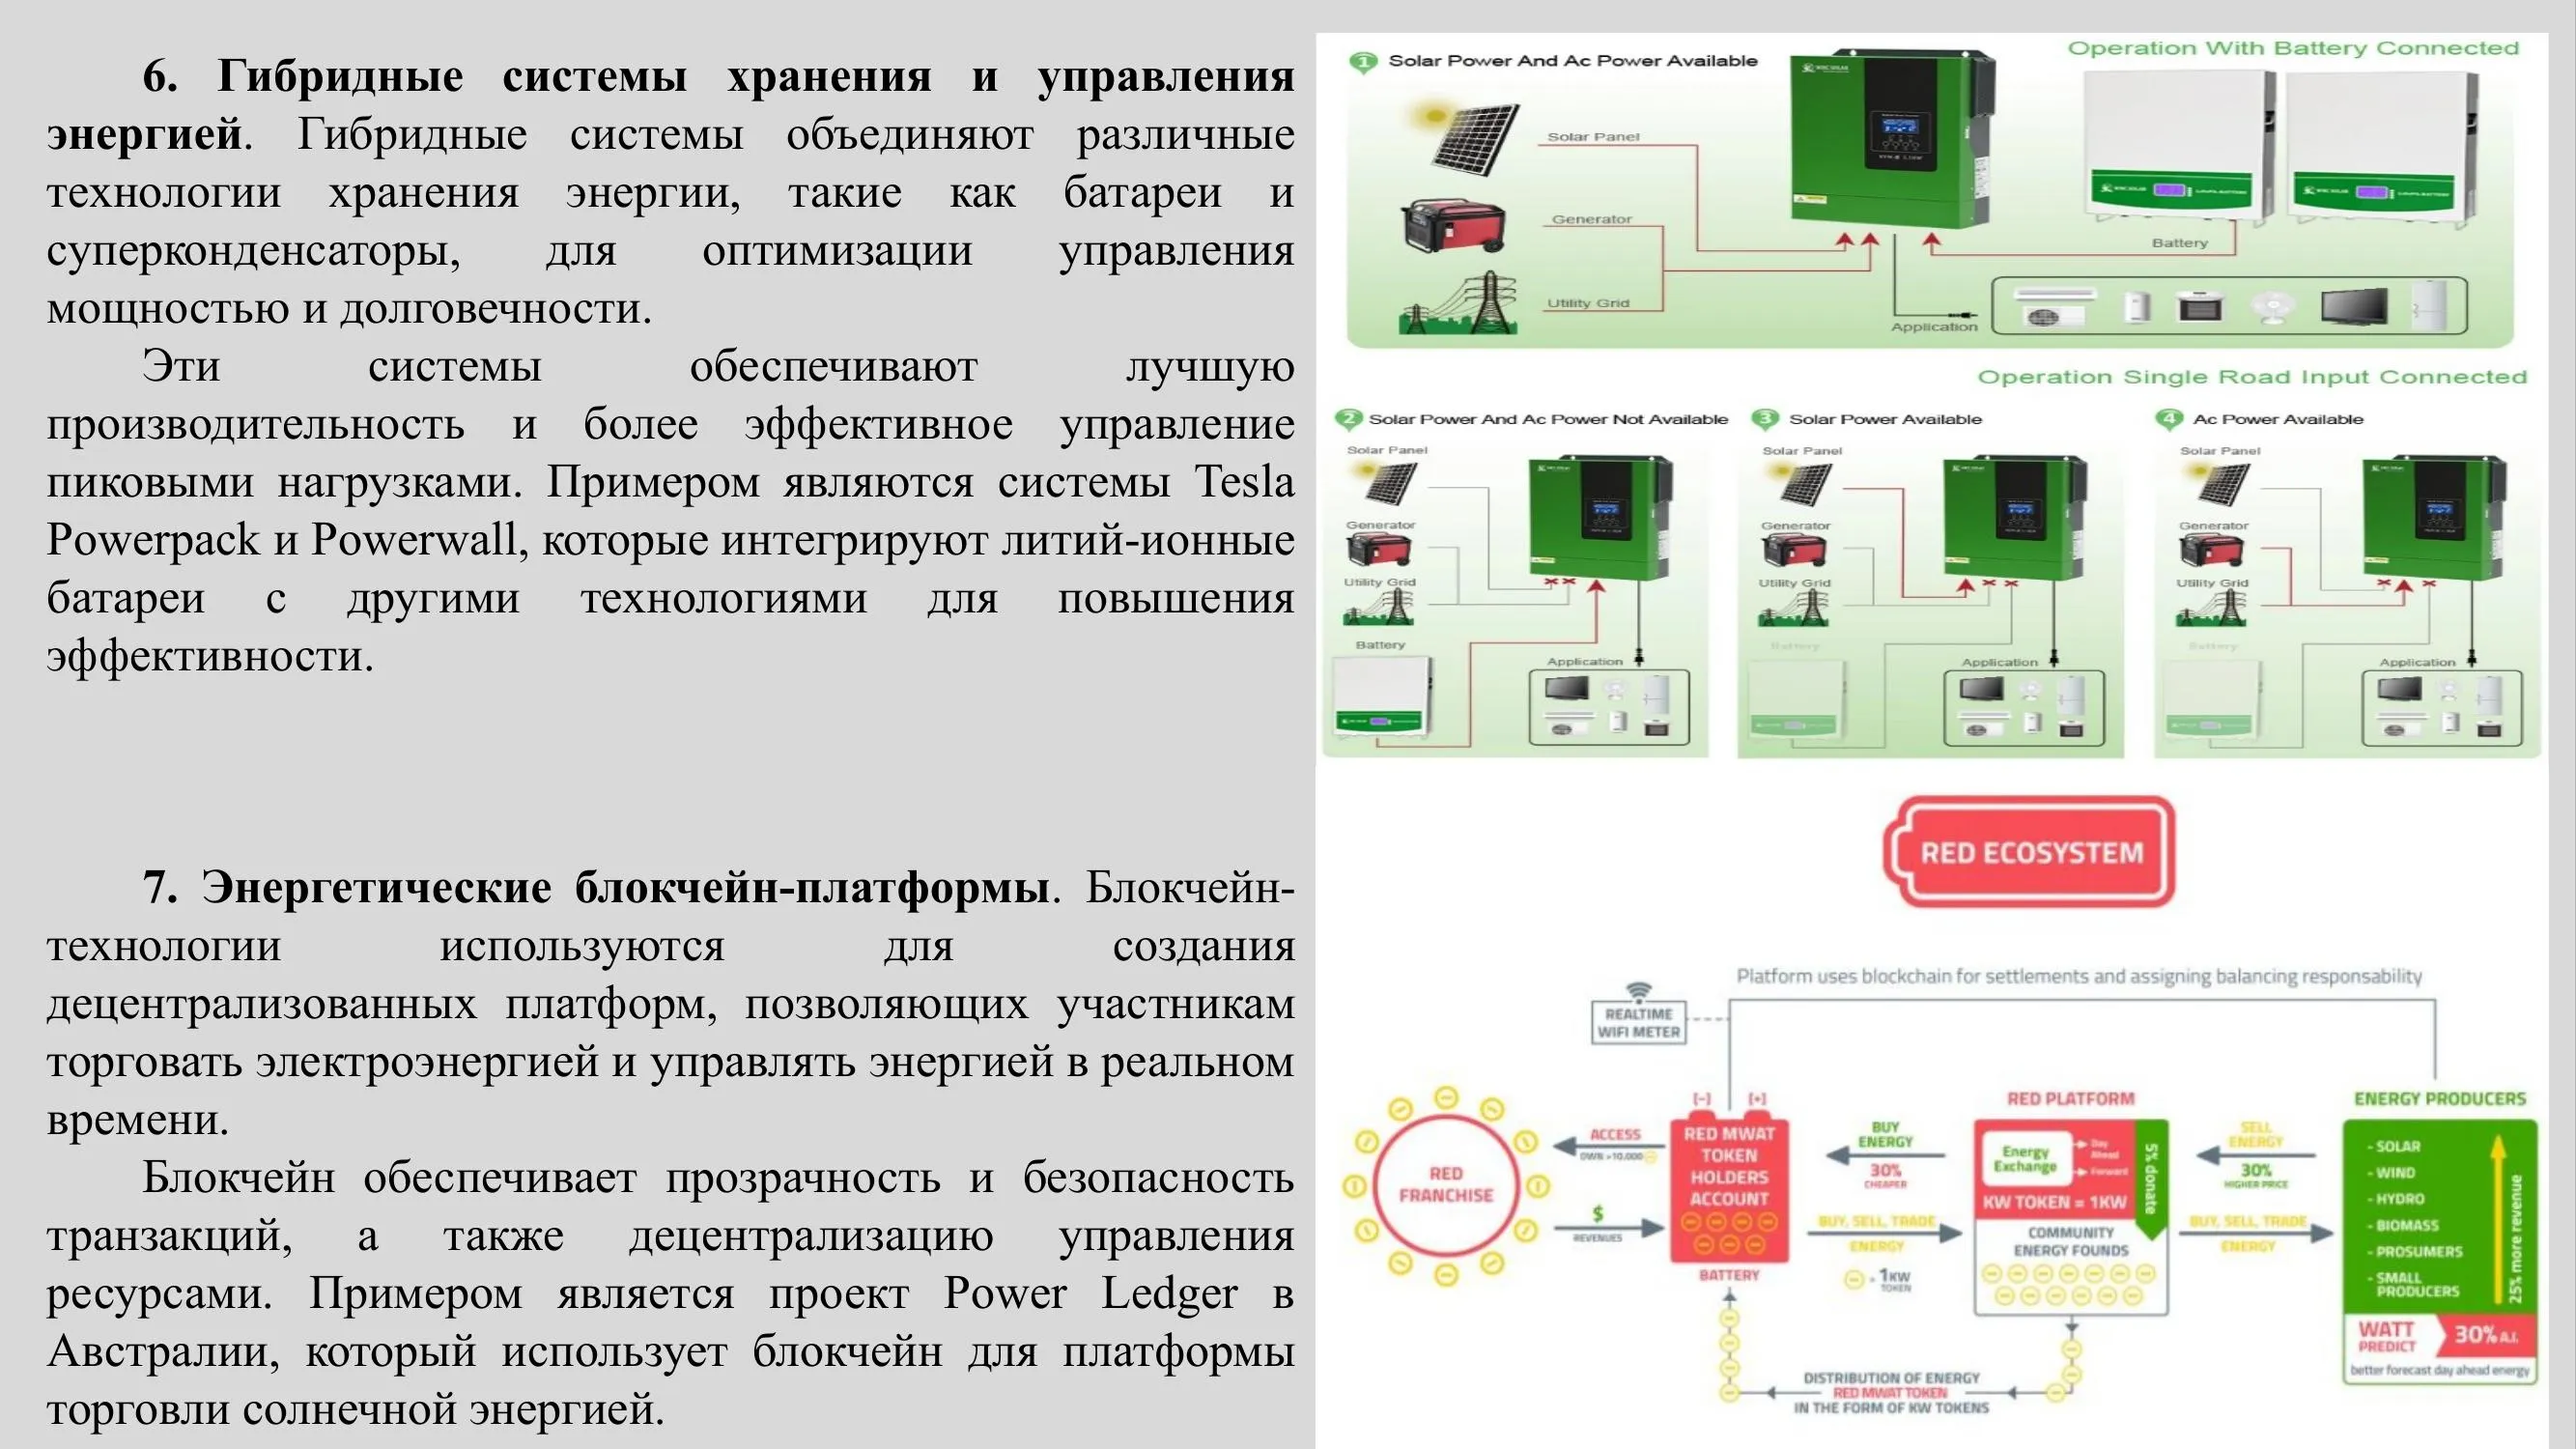 6. Гибридные системы хранения и управления
энергией. Гибридные системы объединяют различные
технологии хранения энергии, такие как батареи и
суперконденсаторы, для оптимизации управления
мощностью и долговечности.
Эти системы обеспечивают лучшую
производительность и более эффективное управление
пиковыми нагрузками. Примером являются системы Tesla
Powerpack и Powerwall, которые интегрируют литий-ионные
батареи с другими технологиями для повышения
эффективности.
7. Энергетические блокчейн-платформы. Блокчейн-
технологии используются для создания
децентрализованных платформ, позволяющих участникам
торговать электроэнергией и управлять энергией в реальном
времени.
Блокчейн обеспечивает прозрачность и безопасность
транзакций, а также децентрализацию управления
ресурсами. Примером является проект Power Ledger в
Австралии, который использует блокчейн для платформы
торговли солнечной энергией.
Operation With Battery Connected
1 Solar Power And Ac Power Available
Solar Panel
Generator
Utility Grid
Battery
Application
Operation Single Road Input Connected
2 Solar Power And Ac Power Not Available
Solar Panel
Generator
Utility Grid
Battery
Application
3 Solar Power Available
Solar Panel
Generator
Utility Grid
Battery
Application
4 Ac Power Available
Solar Panel
Generator
Utility Grid
Battery
Application
RED ECOSYSTEM
Platform uses blockchain for settlements and assigning balancing responsability
REALTIME
WIFI METER
RED
FRANCHISE
ACCESS
OWN >10,000
$
REVENUES
[-] [+]
RED MWAT
TOKEN
HOLDERS
ACCOUNT
BATTERY
BUY
ENERGY
30%
CHEAPER
BUY, SELL, TRADE
ENERGY
= 1KW
TOKEN
RED PLATFORM
Energy
Exchange
Day
Ahead
Forward
KW TOKEN = 1KW
5% donate
COMMUNITY
ENERGY FOUNDS
SELL
ENERGY
30%
HIGHER PRICE
BUY, SELL, TRADE
ENERGY
ENERGY PRODUCERS
- SOLAR
- WIND
- HYDRO
- BIOMASS
- PROSUMERS
- SMALL
PRODUCERS
25% more revenue
WATT
PREDICT
30% A.I.
better forecast day ahead energy
DISTRIBUTION OF ENERGY
RED MWAT TOKEN
IN THE FORM OF KW TOKENS